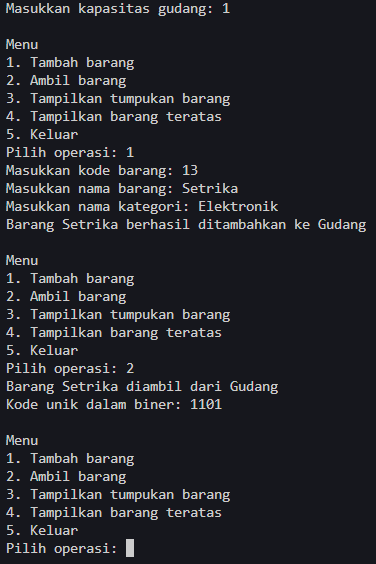 Masukkan kapasitas gudang: 1
Menu
1. Tambah barang
2. Ambil barang
3. Tampilkan tumpukan barang
4. Tampilkan barang teratas
5. Keluar
Pilih operasi: 1
Masukkan kode barang: 13
Masukkan nama barang: Setrika
Masukkan nama kategori: Elektronik
Barang Setrika berhasil ditambahkan ke Gudang
Menu
1. Tambah barang
2. Ambil barang
3. Tampilkan tumpukan barang
4. Tampilkan barang teratas
5. Keluar
Pilih operasi: 2
Barang Setrika diambil dari Gudang
Kode unik dalam biner: 1101
Menu
1. Tambah barang
2. Ambil barang
3. Tampilkan tumpukan barang
4. Tampilkan barang teratas
5. Keluar
Pilih operasi: